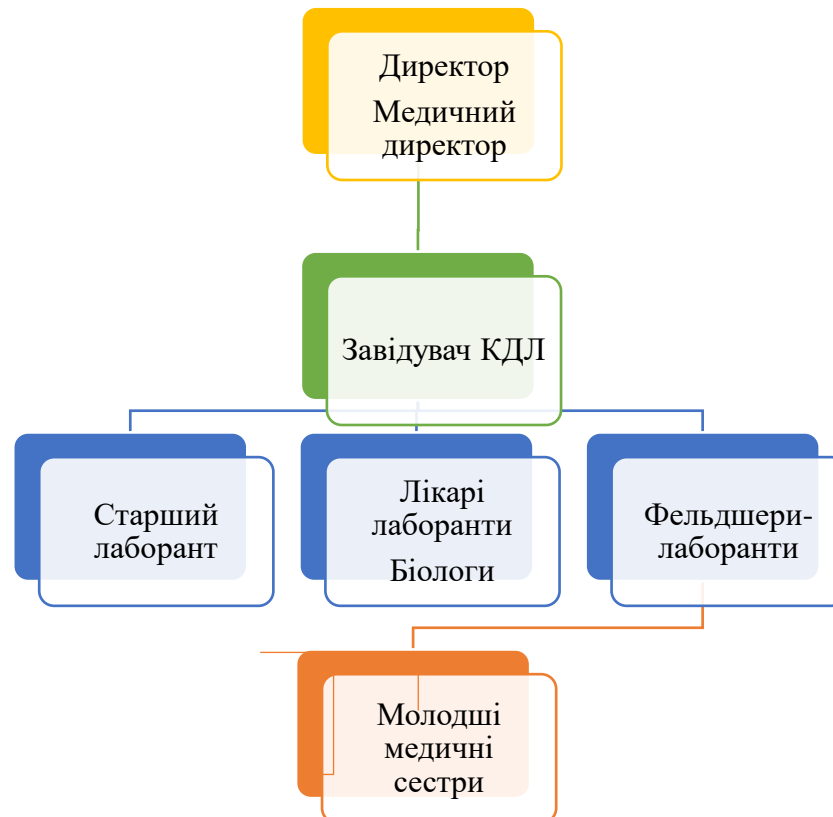 Директор
Медичний
директор
Завідувач КДЛ
Старший
лаборант
Лікарі
лаборанти
Біологи
Фельдшери-
лаборанти
Молодші
медичні
сестри